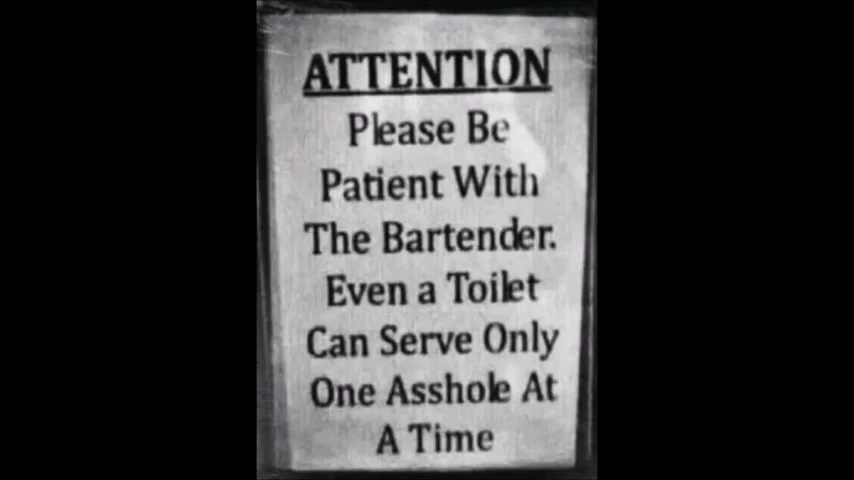 ATTENTION
Please Be
Patient With
The Bartender.
Even a Toilet
Can Serve Only
One Asshole At
A Time